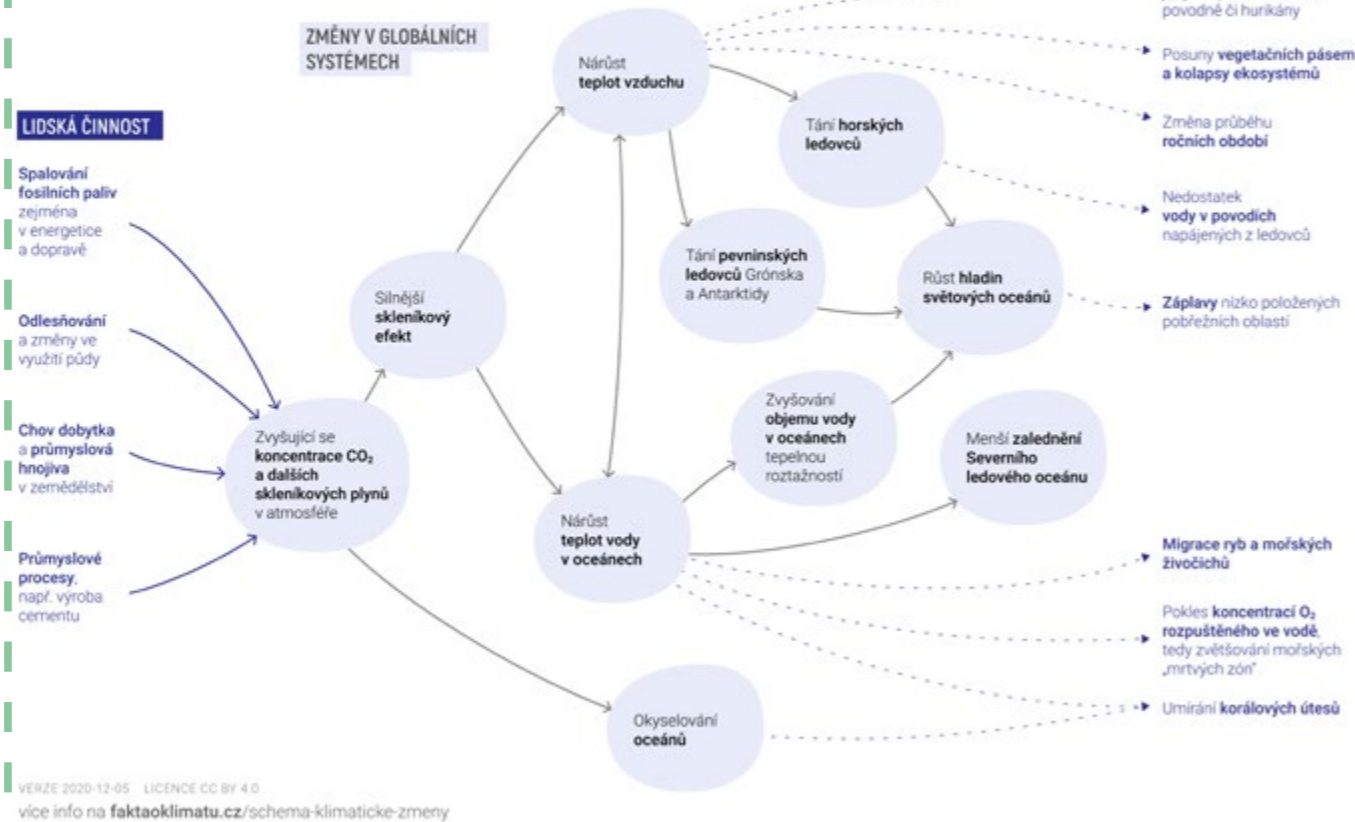 povodně či hurikány
ZMĚNY V GLOBÁLNÍCH
SYSTÉMECH
Nárůst
teplot vzduchu
Posuny vegetačních pásem
a kolapsy ekosystémů
LIDSKÁ ČINNOST
Tání horských
ledovců
Změna průběhu
ročních období
Spalování
fosilních paliv
zejména
v energetice
a dopravě
Nedostatek
vody v povodích
napájených z ledovců
Tání pevninských
ledovců Grónska
a Antarktidy
Růst hladin
světových oceánů
Silnější
skleníkový
efekt
Záplavy nízko položených
pobřežních oblastí
Odlesňování
a změny ve
využití půdy
Zvyšování
objemu vody
v oceánech
tepelnou
roztažností
Chov dobytka
a průmyslová
hnojiva
v zemědělství
Zvyšující se
koncentrace CO₂
a dalších
skleníkových plynů
v atmosféře
Menší zalednění
Severního
ledového oceánu
Nárůst
teplot vody
v oceánech
Průmyslové
procesy,
např. výroba
cementu
Migrace ryb a mořských
živočichů
Pokles koncentrací O₂
rozpuštěného ve vodě,
tedy zvětšování mořských
„mrtvých zón"
Umírání korálových útesů
Okyselování
oceánů
VERZE 2020-12-05 LICENCE CC BY 4.0
více info na faktaoklimatu.cz/schema-klimaticke-zmeny